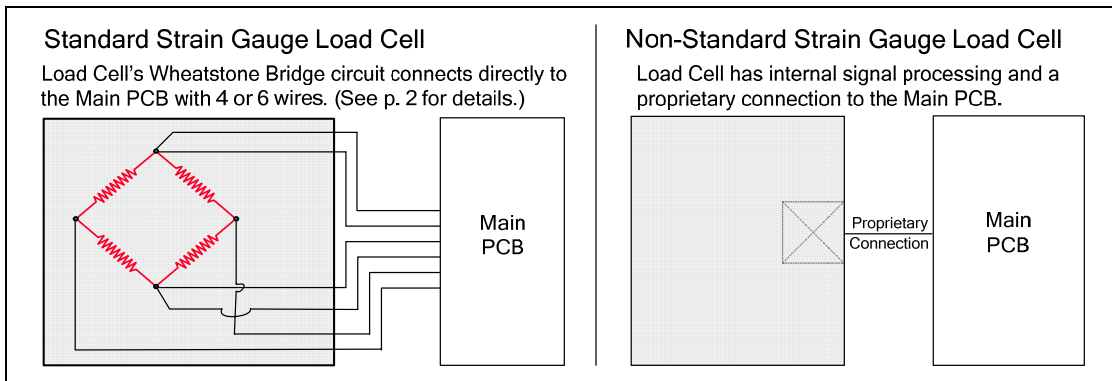 Standard Strain Gauge Load Cell
Load Cell's Wheatstone Bridge circuit connects directly to
the Main PCB with 4 or 6 wires. (See p. 2 for details.)
Main
PCB
Non-Standard Strain Gauge Load Cell
Load Cell has internal signal processing and a
proprietary connection to the Main PCB.
Proprietary
Connection
Main
PCB